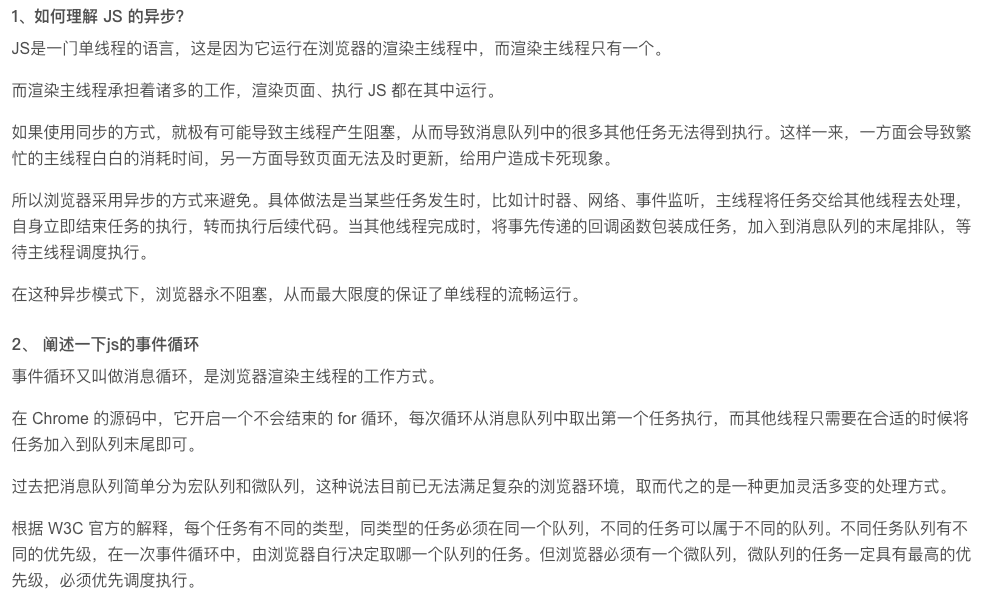 1、如何理解 JS 的异步?
JS是一门单线程的语言，这是因为它运行在浏览器的渲染主线程中，而渲染主线程只有一个。
而渲染主线程承担着诸多的工作，渲染页面、执行 JS 都在其中运行。
如果使用同步的方式，就极有可能导致主线程产生阻塞，从而导致消息队列中的很多其他任务无法得到执行。这样一来，一方面会导致繁
忙的主线程白白的消耗时间，另一方面导致页面无法及时更新，给用户造成卡死现象。
所以浏览器采用异步的方式来避免。具体做法是当某些任务发生时，比如计时器、网络、事件监听，主线程将任务交给其他线程去处理，
自身立即结束任务的执行，转而执行后续代码。当其他线程完成时，将事先传递的回调函数包装成任务，加入到消息队列的末尾排队，等
待主线程调度执行。
在这种异步模式下，浏览器永不阻塞，从而最大限度的保证了单线程的流畅运行。
2、 阐述一下js的事件循环
事件循环又叫做消息循环，是浏览器渲染主线程的工作方式。
在 Chrome 的源码中，它开启一个不会结束的 for 循环，每次循环从消息队列中取出第一个任务执行，而其他线程只需要在合适的时候将
任务加入到队列末尾即可。
过去把消息队列简单分为宏队列和微队列，这种说法目前已无法满足复杂的浏览器环境，取而代之的是一种更加灵活多变的处理方式。
根据 W3C 官方的解释，每个任务有不同的类型，同类型的任务必须在同一个队列，不同的任务可以属于不同的队列。不同任务队列有不
同的优先级，在一次事件循环中，由浏览器自行决定取哪一个队列的任务。但浏览器必须有一个微队列，微队列的任务一定具有最高的优
先级，必须优先调度执行。